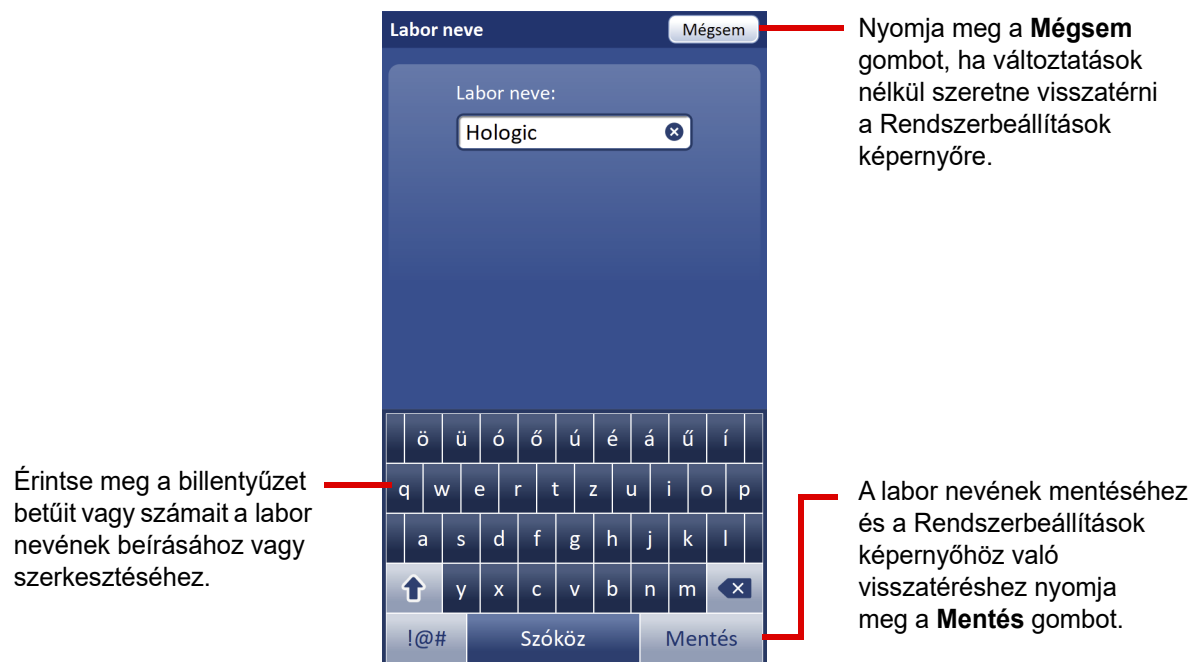 Labor neve
Mégsem
Labor neve:
Hologic
Nyomja meg a Mégsem
gombot, ha változtatások
nélkül szeretne visszatérni
a Rendszerbeállítások
képernyőre.
ö ü ó ő ú é á ű í
q w e r t z u i o p
a s d f g h j k l
y x c v b n m
!@# Szóköz Mentés
Érintse meg a billentyűzet
betűit vagy számait a labor
nevének beírásához vagy
szerkesztéséhez.
A labor nevének mentéséhez
és a Rendszerbeállítások
képernyőhöz való
visszatéréshez nyomja
meg a Mentés gombot.